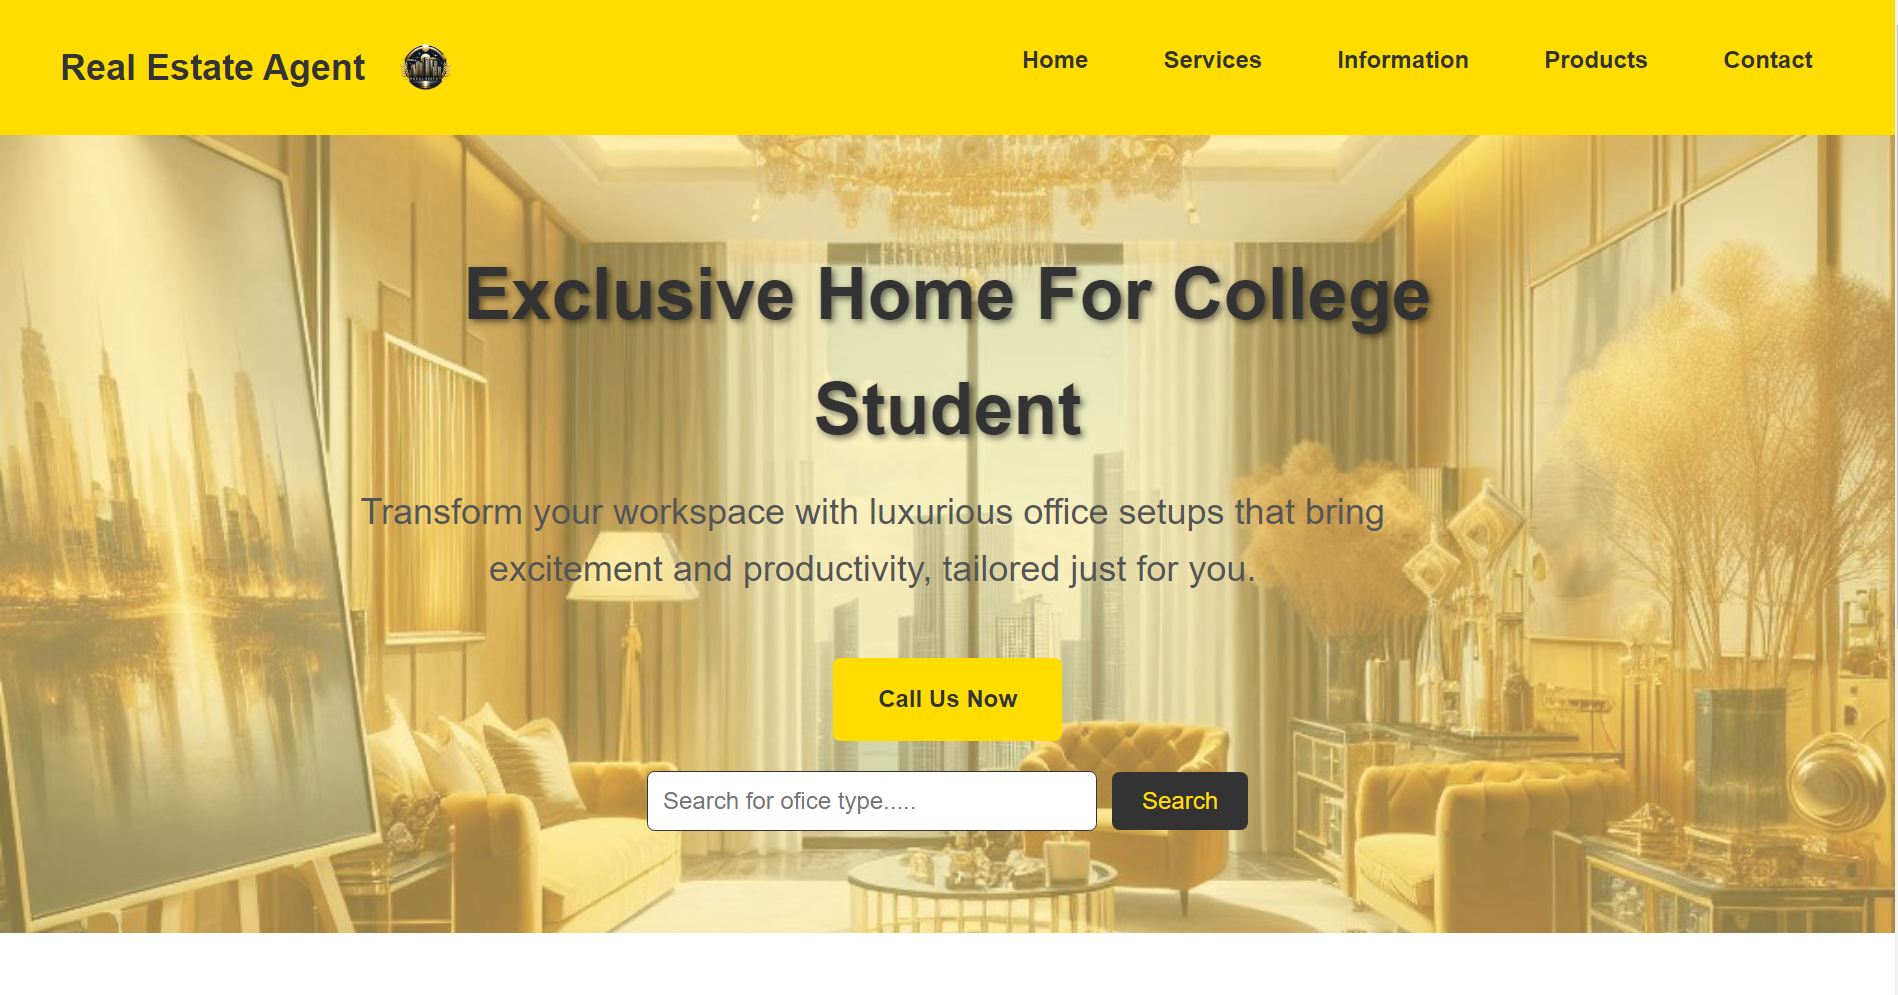 Real Estate Agent
Home Services Information Products Contact
Exclusive Home For College
Student
Transform your workspace with luxurious office setups that bring
excitement and productivity, tailored just for you.
Call Us Now
Search for ofice type.....
Search